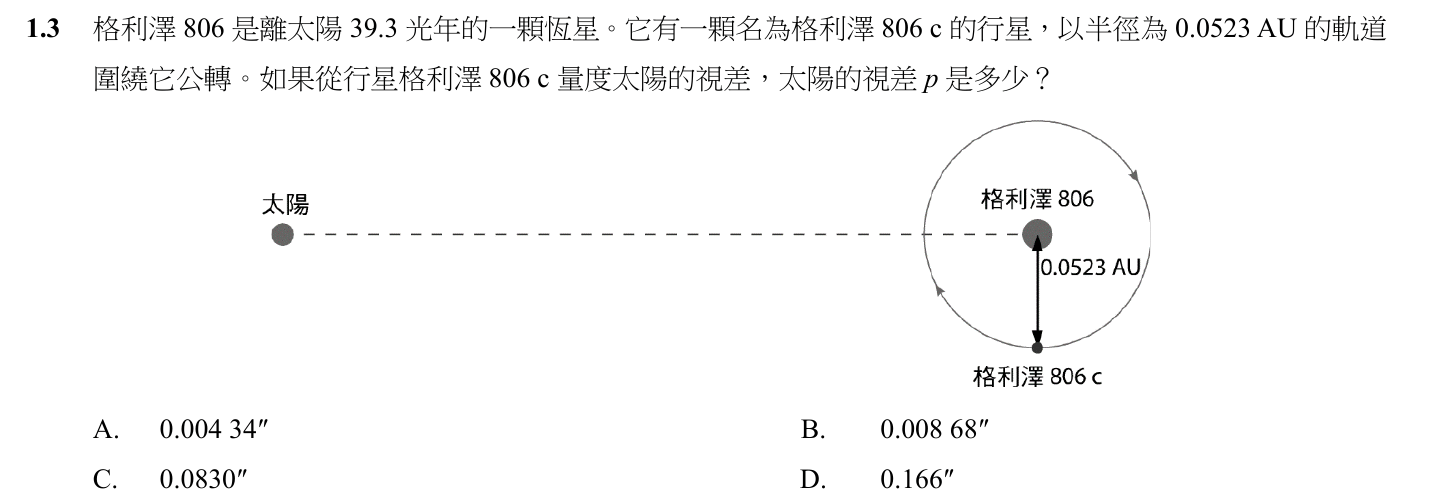 1.3 格利澤 806 是離太陽 39.3 光年的一顆恆星。它有一顆名為格利澤 806 c 的行星，以半徑為 0.0523 AU 的軌道
圍繞它公轉。如果從行星格利澤 806 c 量度太陽的視差，太陽的視差 p 是多少？
太陽
格利澤 806
0.0523 AU
格利澤 806 c
A. 0.004 34″ B. 0.008 68″
C. 0.0830″ D. 0.166″